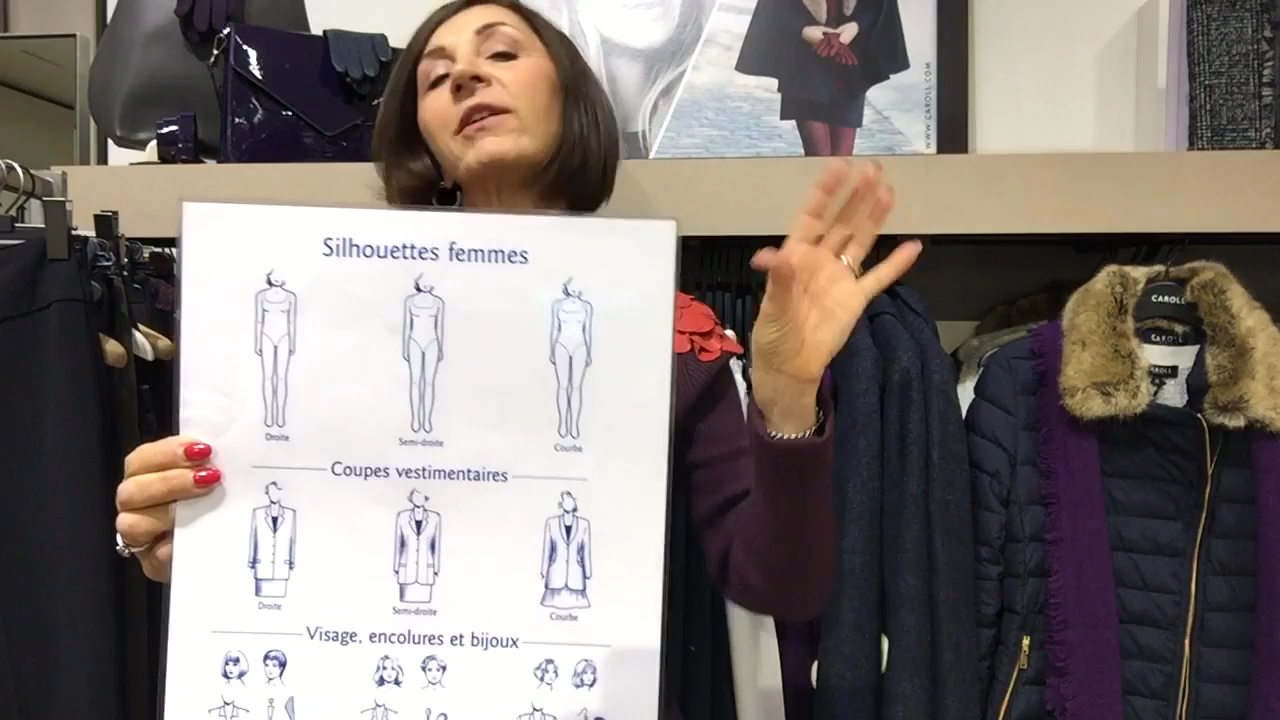 WWW.CAROLL.COM
Silhouettes femmes
Droite
Semi-droite
Courbe
Coupes vestimentaires
Droite
Semi-droite
Courbe
Visage, encolures et bijoux
CAROLL
CAROLL